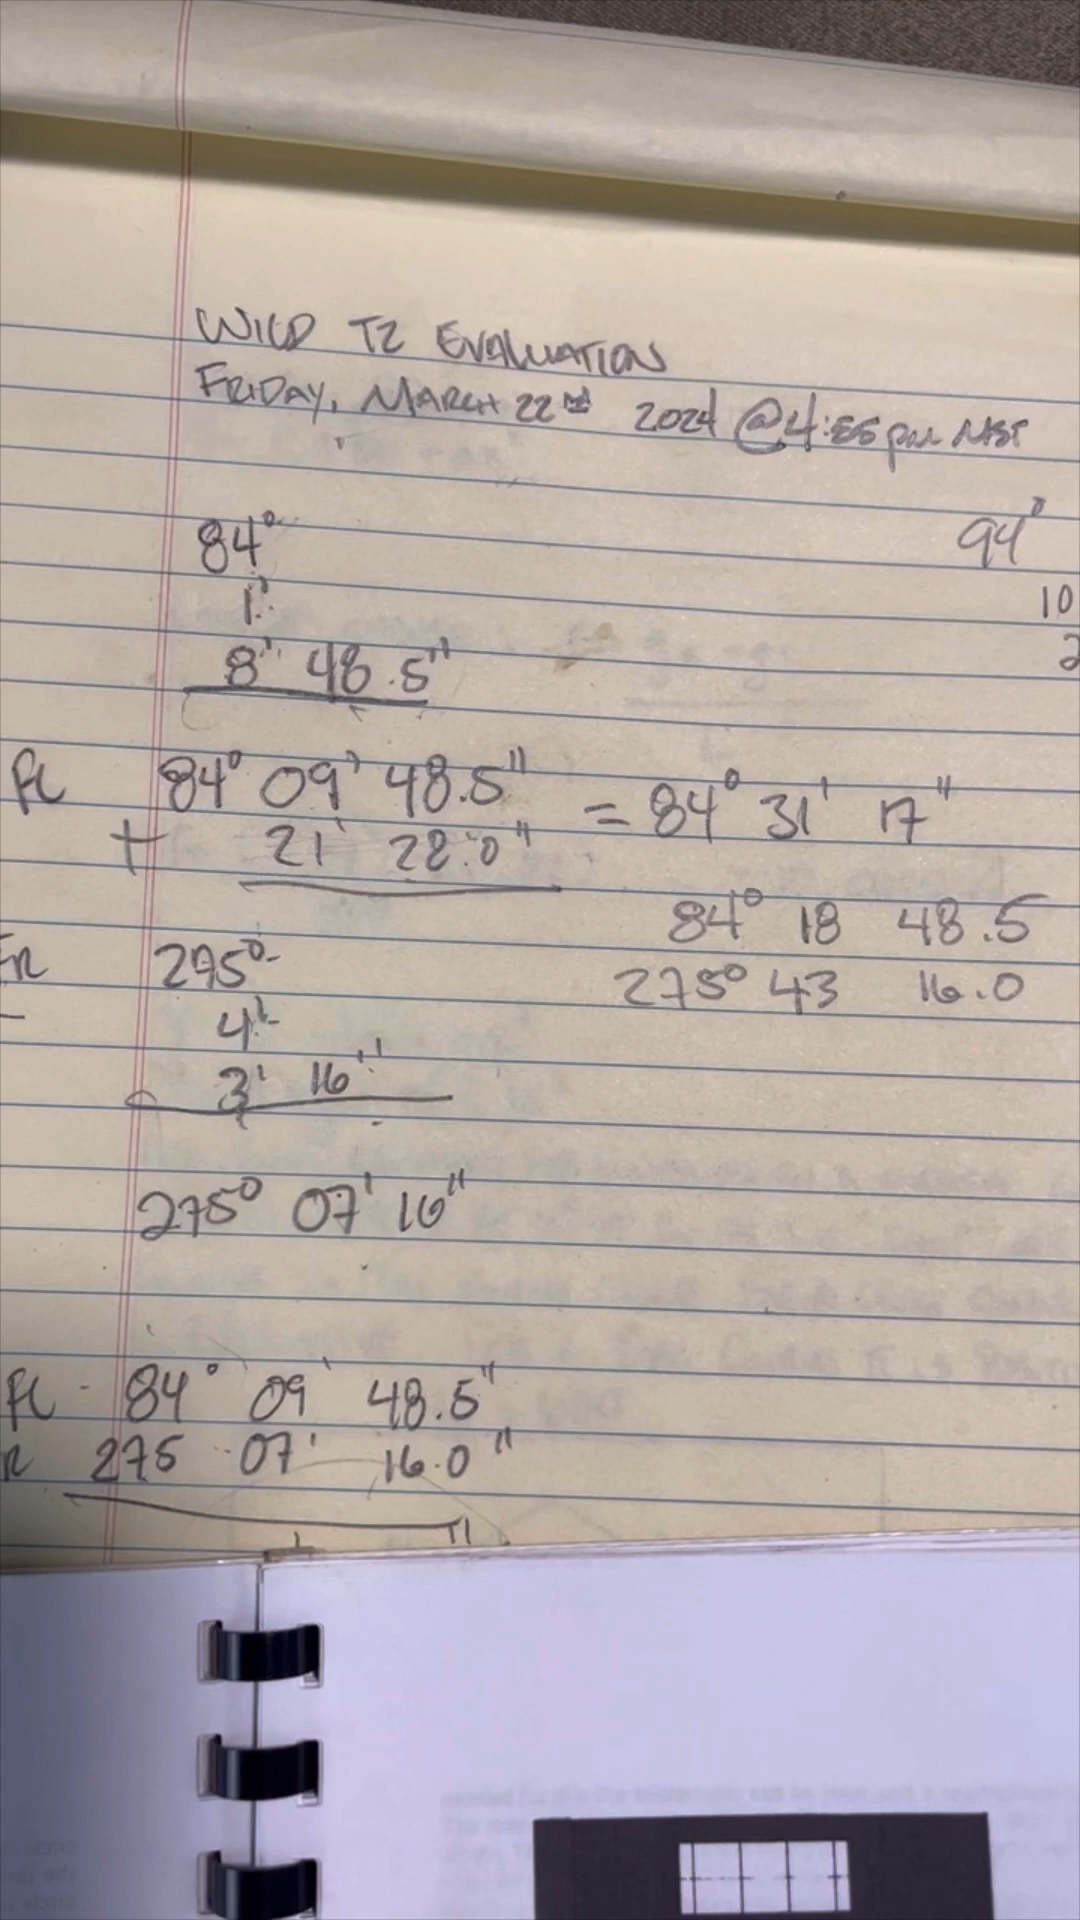 WILD T2 EVALUATION
FRIDAY, MARCH 22nd 2024 @4:55pm MST
84°
1'
8' 48.5"
94°
10
2
FL 84° 09' 48.5" = 84° 31' 17"
+ 21' 28.0"
84° 18 48.5
275° 43 16.0
FR 275°
4'
3' 16"
275° 07' 16"
FL - 84° 09' 48.5"
R 275 07' 16.0"